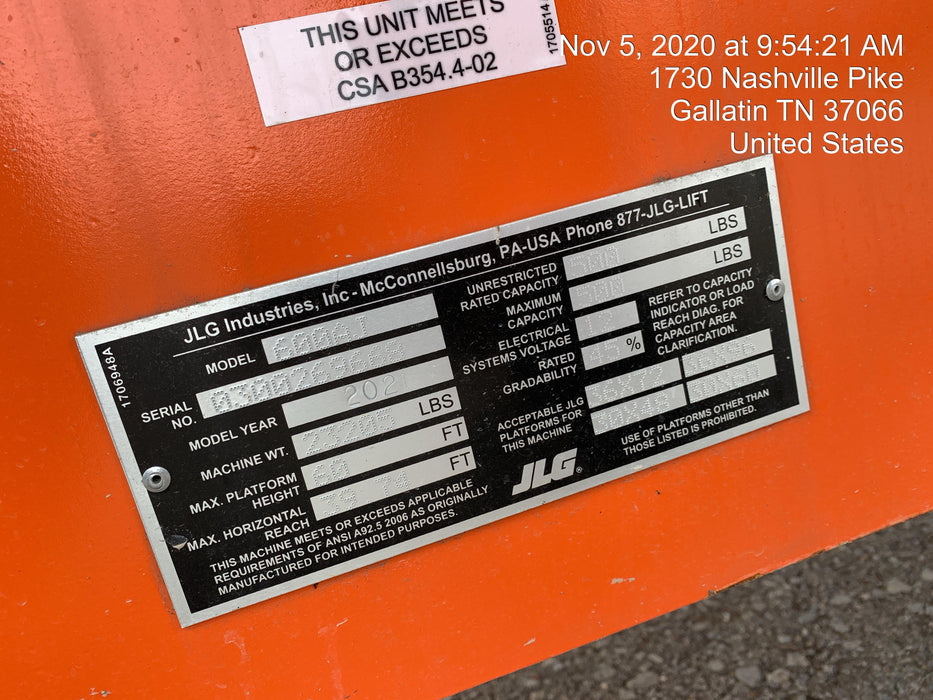 THIS UNIT MEETS
OR EXCEEDS
CSA B354.4-02
1705514
Nov 5, 2020 at 9:54:21 AM
1730 Nashville Pike
Gallatin TN 37066
United States
JLG Industries, Inc - McConnellsburg, PA-USA Phone 877-JLG-LIFT
1706948A
MODEL 600AJ
SERIAL NO.
MODEL YEAR 202
MACHINE WT. LBS
MAX. PLATFORM HEIGHT 60 FT
MAX. HORIZONTAL REACH FT
THIS MACHINE MEETS OR EXCEEDS APPLICABLE
REQUIREMENTS OF ANSI A92.5 2006 AS ORIGINALLY
MANUFACTURED FOR INTENDED PURPOSES.
UNRESTRICTED RATED CAPACITY 500 LBS
MAXIMUM CAPACITY 500 LBS
ELECTRICAL SYSTEMS VOLTAGE 12
RATED GRADABILITY 45 %
REFER TO CAPACITY
INDICATOR OR LOAD
REACH DIAG. FOR
CAPACITY AREA
CLARIFICATION.
ACCEPTABLE JLG
PLATFORMS FOR
THIS MACHINE
JLG®
USE OF PLATFORMS OTHER THAN
THOSE LISTED IS PROHIBITED.